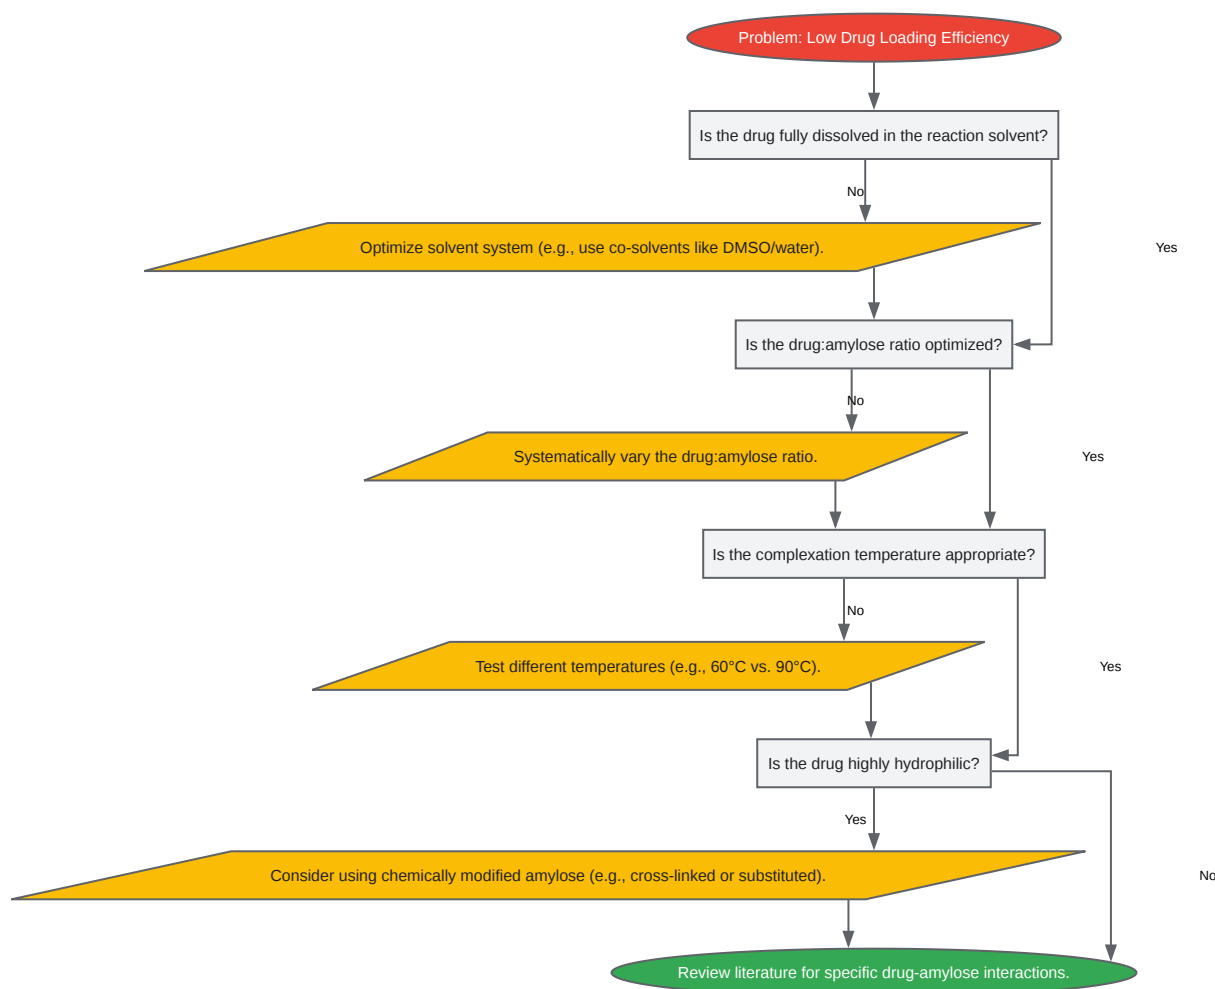 Problem: Low Drug Loading Efficiency
Is the drug fully dissolved in the reaction solvent?
No
Optimize solvent system (e.g., use co-solvents like DMSO/water).
Yes
Is the drug:amylose ratio optimized?
No
Systematically vary the drug:amylose ratio.
Yes
Is the complexation temperature appropriate?
No
Test different temperatures (e.g., 60°C vs. 90°C).
Yes
Is the drug highly hydrophilic?
Yes
Consider using chemically modified amylose (e.g., cross-linked or substituted).
No
Review literature for specific drug-amylose interactions.